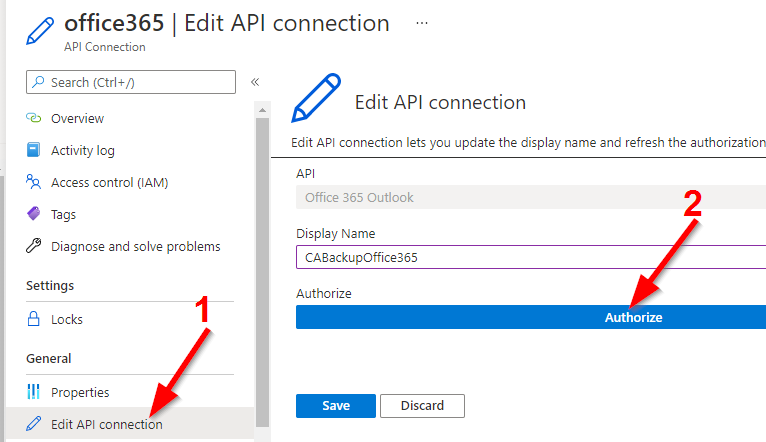 office365 | Edit API connection ...
API Connection
Search (Ctrl+/)
«
Overview
Activity log
Access control (IAM)
Tags
Diagnose and solve problems
Settings
Locks
General
Properties
Edit API connection
1
Edit API connection
Edit API connection lets you update the display name and refresh the authorization
API
Office 365 Outlook
2
Display Name
CABackupOffice365
Authorize
Authorize
Save
Discard